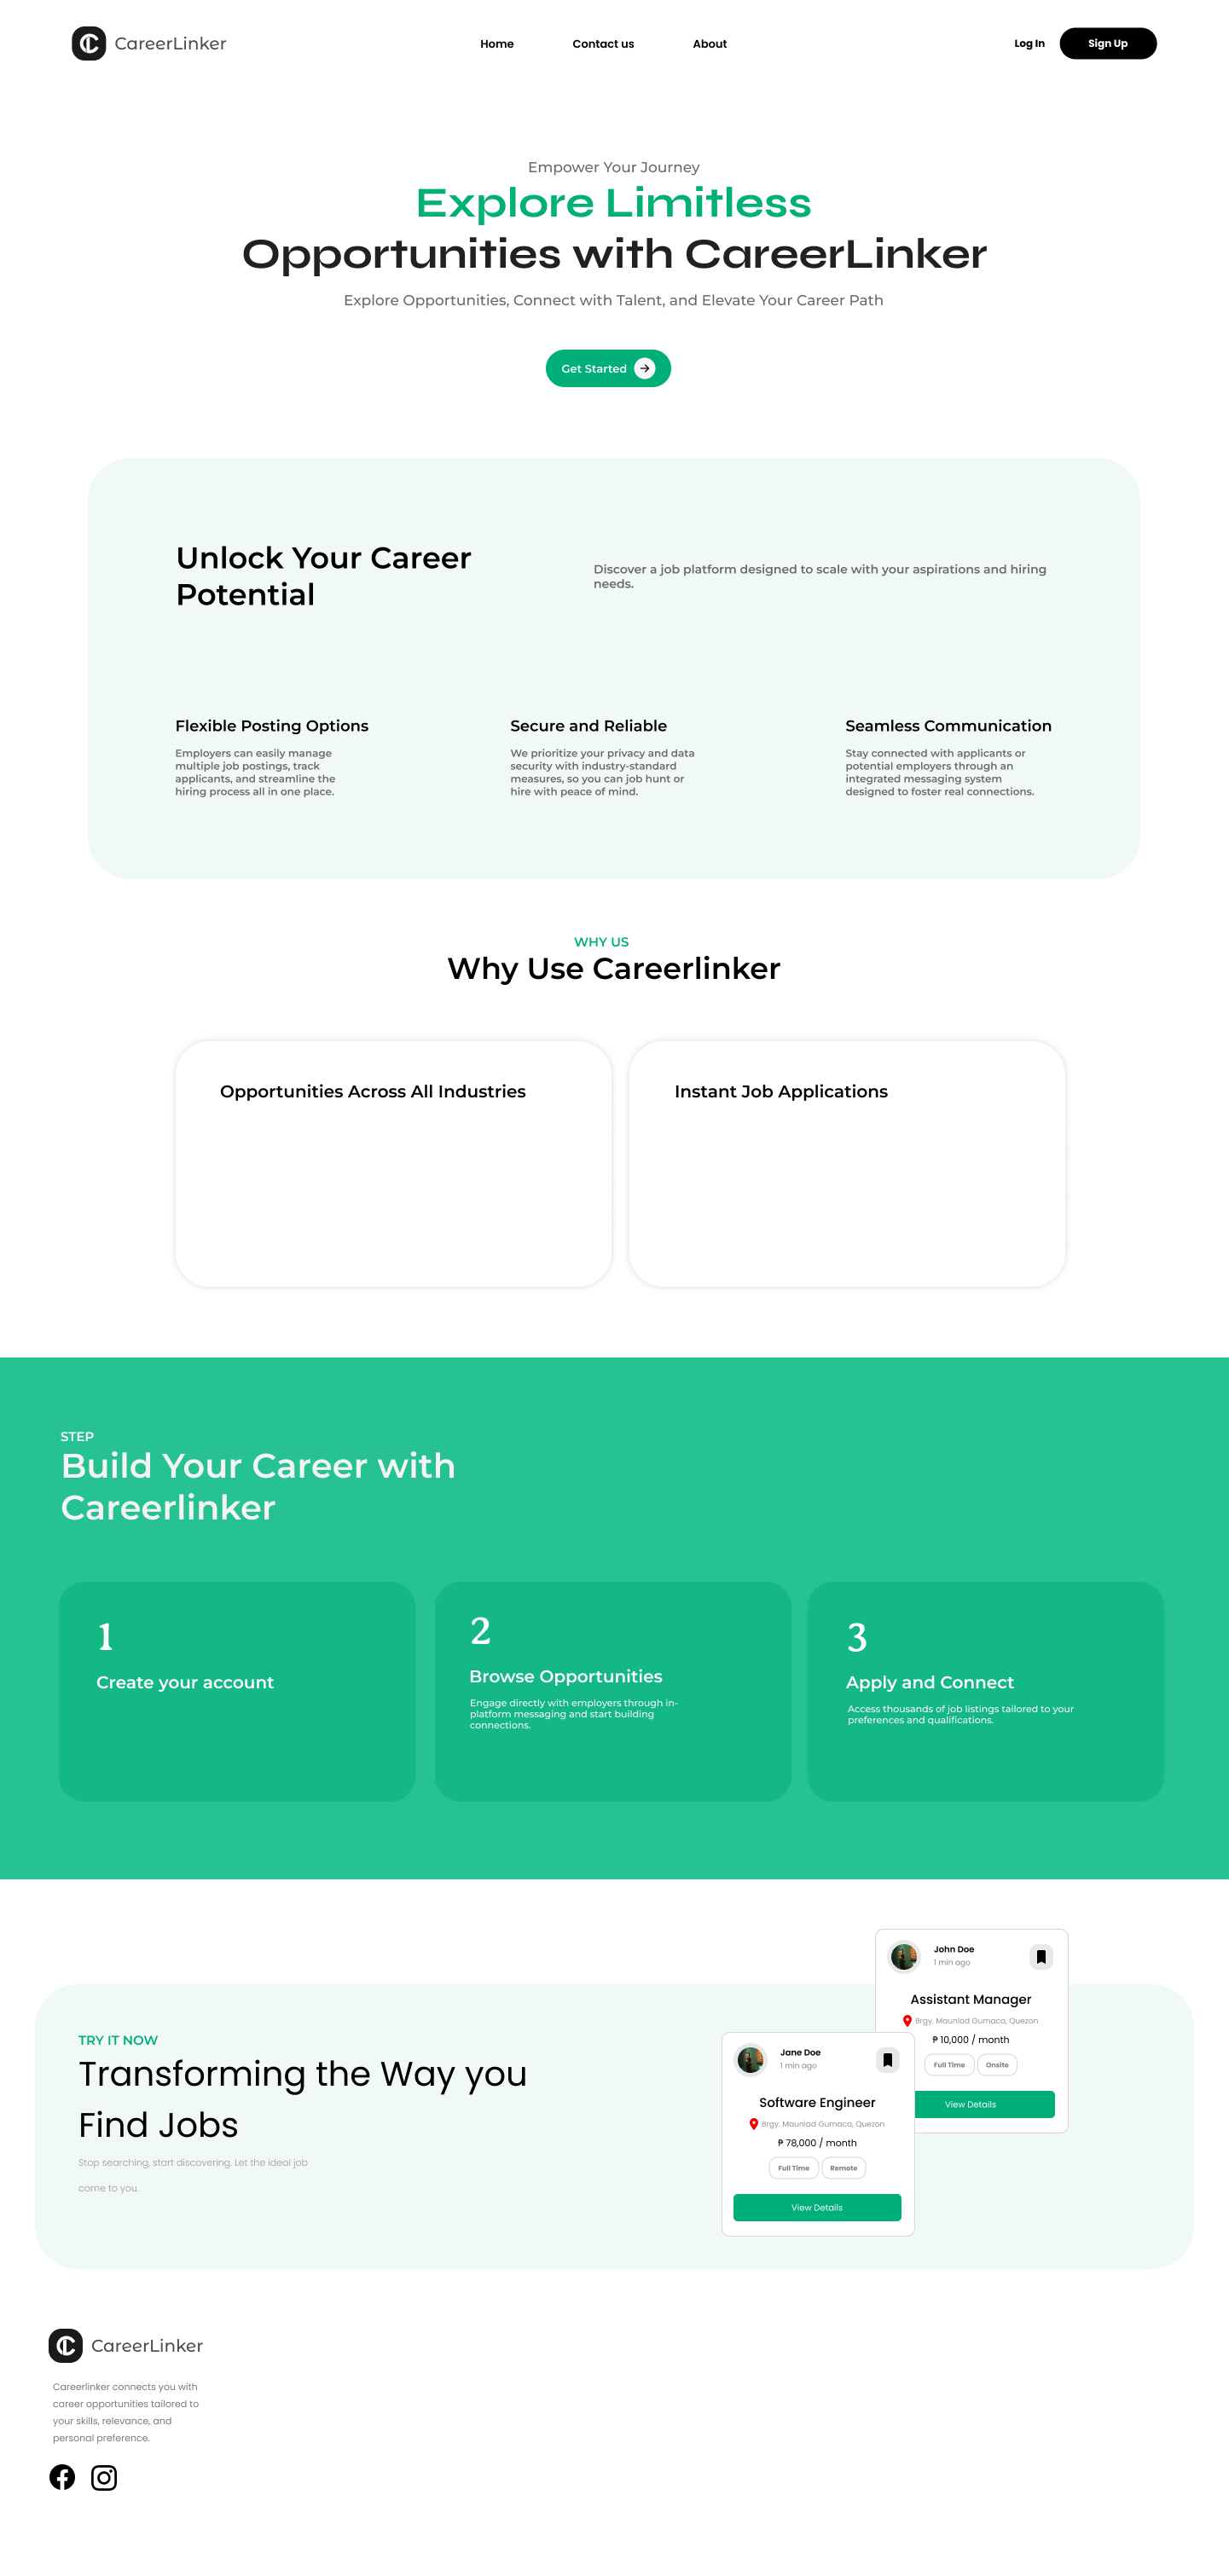 CareerLinker
Home
Contact us
About
Log In
Sign Up
Empower Your Journey
Explore Limitless
Opportunities with CareerLinker
Explore Opportunities, Connect with Talent, and Elevate Your Career Path
Get Started
Unlock Your Career
Potential
Discover a job platform designed to scale with your aspirations and hiring
needs.
Flexible Posting Options
Employers can easily manage
multiple job postings, track
applicants, and streamline the
hiring process all in one place.
Secure and Reliable
We prioritize your privacy and data
security with industry-standard
measures, so you can job hunt or
hire with peace of mind.
Seamless Communication
Stay connected with applicants or
potential employers through an
integrated messaging system
designed to foster real connections.
WHY US
Why Use Careerlinker
Opportunities Across All Industries
Instant Job Applications
STEP
Build Your Career with
Careerlinker
1
Create your account
2
Browse Opportunities
Engage directly with employers through in-
platform messaging and start building
connections.
3
Apply and Connect
Access thousands of job listings tailored to your
preferences and qualifications.
TRY IT NOW
Transforming the Way you
Find Jobs
Stop searching, start discovering. Let the ideal job
come to you.
John Doe
1 min ago
Assistant Manager
Brgy. Maunlad Gumaca, Quezon
₱ 10,000 / month
Full Time
Onsite
View Details
Jane Doe
1 min ago
Software Engineer
Brgy. Maunlad Gumaca, Quezon
₱ 78,000 / month
Full Time
Remote
View Details
CareerLinker
Careerlinker connects you with
career opportunities tailored to
your skills, relevance, and
personal preference.